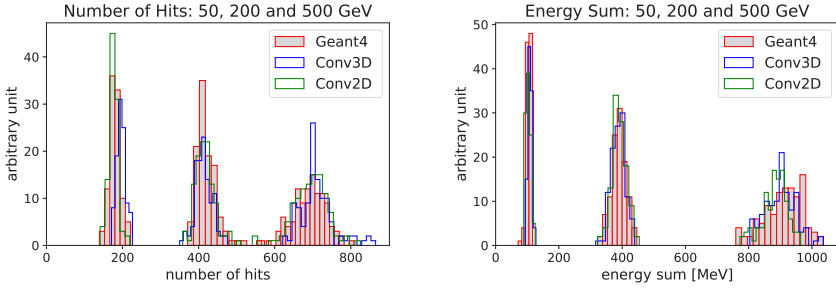 Number of Hits: 50, 200 and 500 GeV
arbitrary unit
40
30
20
10
0
Geant4
Conv3D
Conv2D
0 200 400 600 800
number of hits
Energy Sum: 50, 200 and 500 GeV
arbitrary unit
50
40
30
20
10
0
Geant4
Conv3D
Conv2D
0 200 400 600 800 1000
energy sum [MeV]